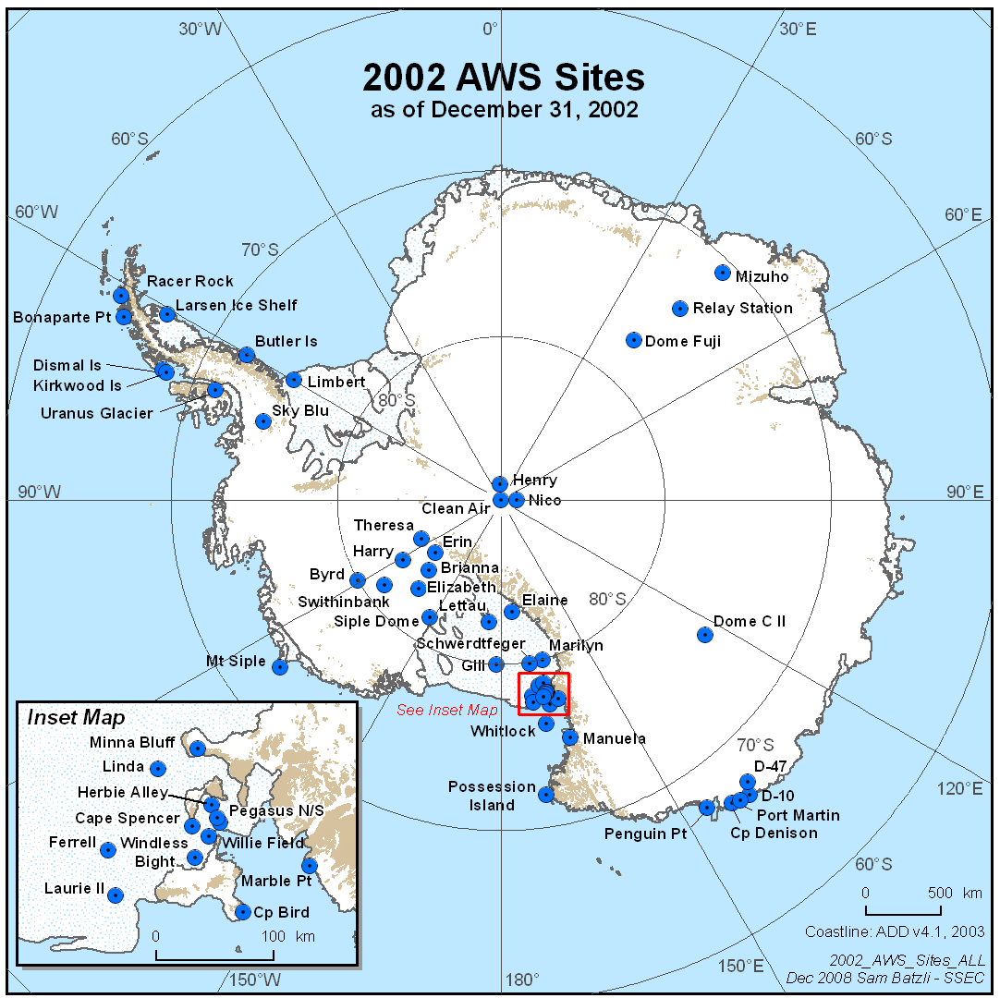 30°W
0°
30°E
2002 AWS Sites
as of December 31, 2002
60°S
60°S
60°W
60°E
70°S
Racer Rock
Mizuho
Larsen Ice Shelf
Relay Station
Bonaparte Pt
Butler Is
Dome Fuji
Dismal Is
Kirkwood Is
Limbert
80°S
Uranus Glacier
Sky Blu
Henry
90°W
Nico
90°E
Clean Air
Theresa
Erin
Harry
Brianna
Byrd
Elizabeth
Swithinbank
Lettau
Elaine
80°S
Siple Dome
Dome C II
Schwerdtfeger
Marilyn
Mt Siple
Gill
See Inset Map
Whitlock
Manuela
70°S
D-47
Possession
Island
D-10
120°E
Port Martin
Penguin Pt
Cp Denison
60°S
Inset Map
Minna Bluff
Linda
Herbie Alley
Pegasus N/S
Cape Spencer
Ferrell
Windless
Bight
Willie Field
Marble Pt
Laurie II
Cp Bird
0 100 km
0 500 km
Coastline: ADD v4.1, 2003
2002_AWS_Sites_ALL
Dec 2008 Sam Batzli - SSEC
150°W
180°
150°E